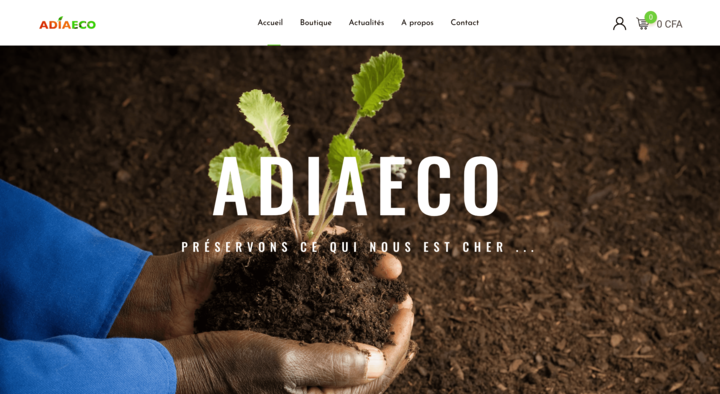 ADIAECO
Accueil Boutique Actualités A propos Contact
0
0 CFA
ADIAECO
PRÉSERVONS CE QUI NOUS EST CHER ...